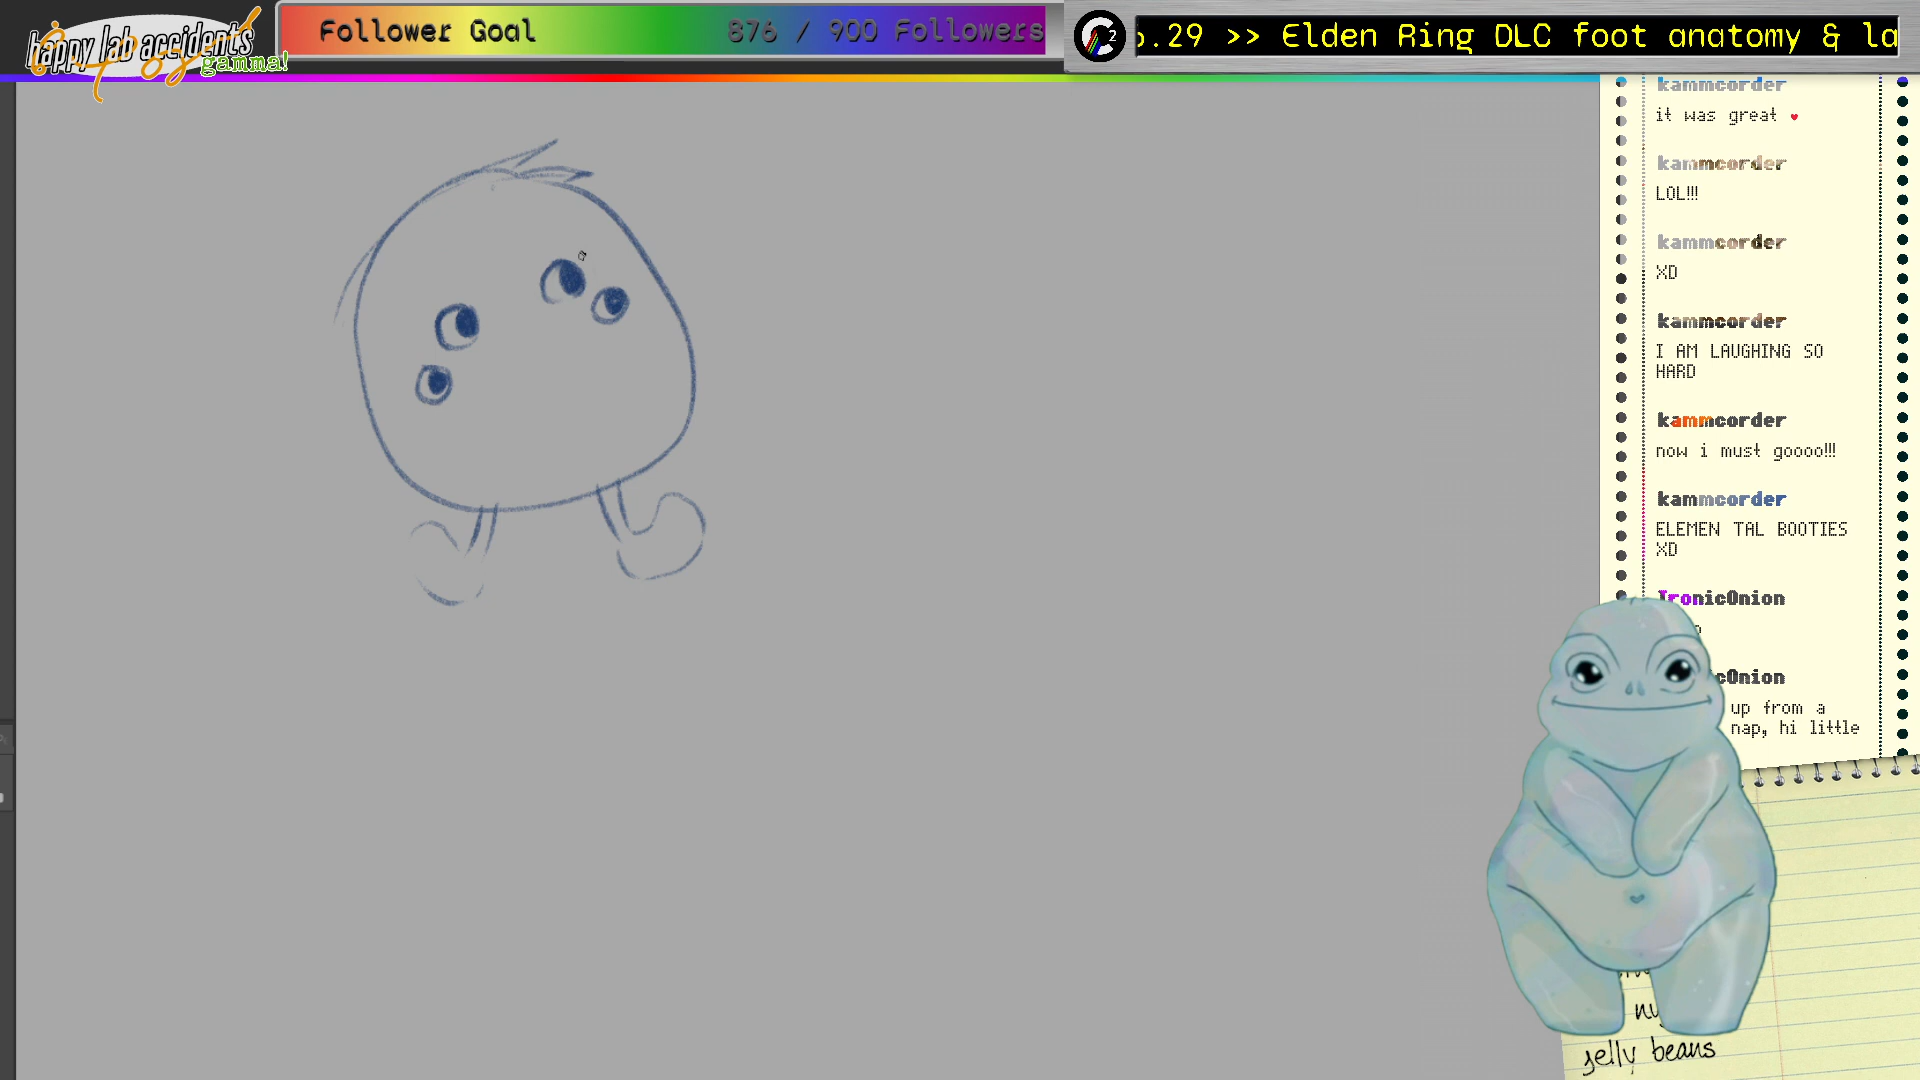 happy lab accidents
gamma!
Follower Goal
876 / 900 Followers
.29 >> Elden Ring DLC foot anatomy & la
kammcorder
it was great ♥
kammcorder
LOL!!!
kammcorder
XD
kammcorder
I AM LAUGHING SO
HARD
kammcorder
now i must goooo!!!
kammcorder
ELEMEN TAL BOOTIES
XD
IronicOnion
cOnion
up from a
nap, hi little
jelly beans